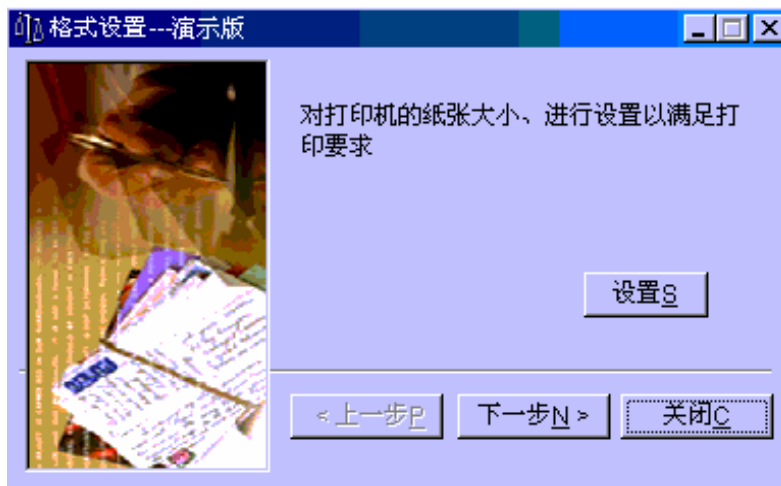 格式设置---演示版
对打印机的纸张大小、进行设置以满足打
印要求
设置S
<上一步P
下一步N >
关闭C